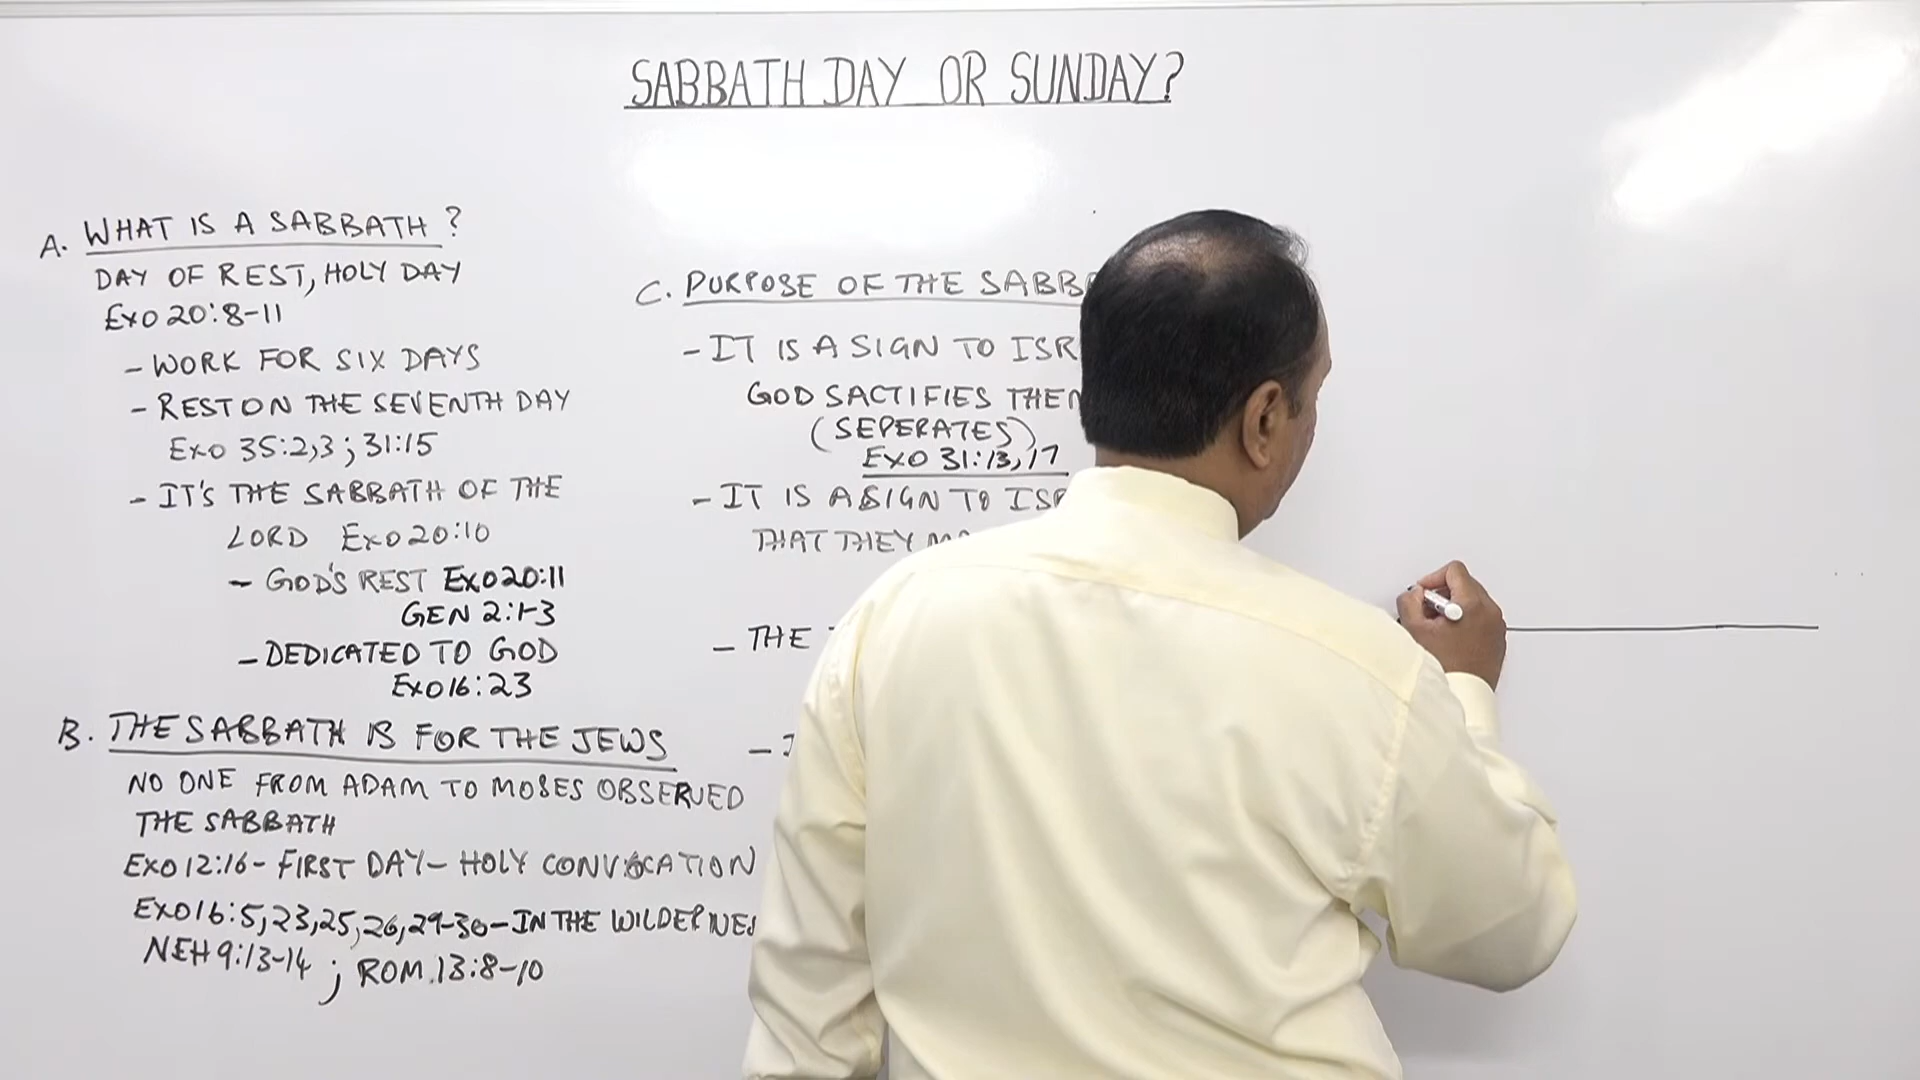 SABBATH DAY OR SUNDAY?
A. WHAT IS A SABBATH?
DAY OF REST, HOLY DAY
EXO 20:8-11
- WORK FOR SIX DAYS
- REST ON THE SEVENTH DAY
EXO 35:2,3; 31:15
- IT'S THE SABBATH OF THE
LORD EXO 20:10
- GOD'S REST EXO 20:11
GEN 2:1-3
- DEDICATED TO GOD
EXO 16:23
B. THE SABBATH IS FOR THE JEWS
NO ONE FROM ADAM TO MOSES OBSERVED
THE SABBATH
EXO 12:16 - FIRST DAY - HOLY CONVOCATION
EXO 16:5,23,25,26,29-30 - IN THE WILDERNES
NEH 9:13-14 ; ROM.13:8-10
C. PURPOSE OF THE
- IT IS A SIGN TO
GOD SACTIFIES
(SEPERATES)
EXO 31:13,17
- IT IS A SIGN TO
THAT THEY
- THE